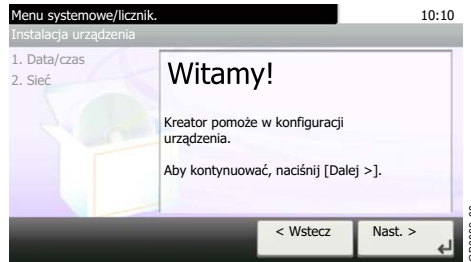 Menu systemowe/licznik.
10:10
Instalacja urządzenia
1. Data/czas
2. Sieć
Witamy!
Kreator pomoże w konfiguracji
urządzenia.
Aby kontynuować, naciśnij [Dalej >].
< Wstecz
Nast. >